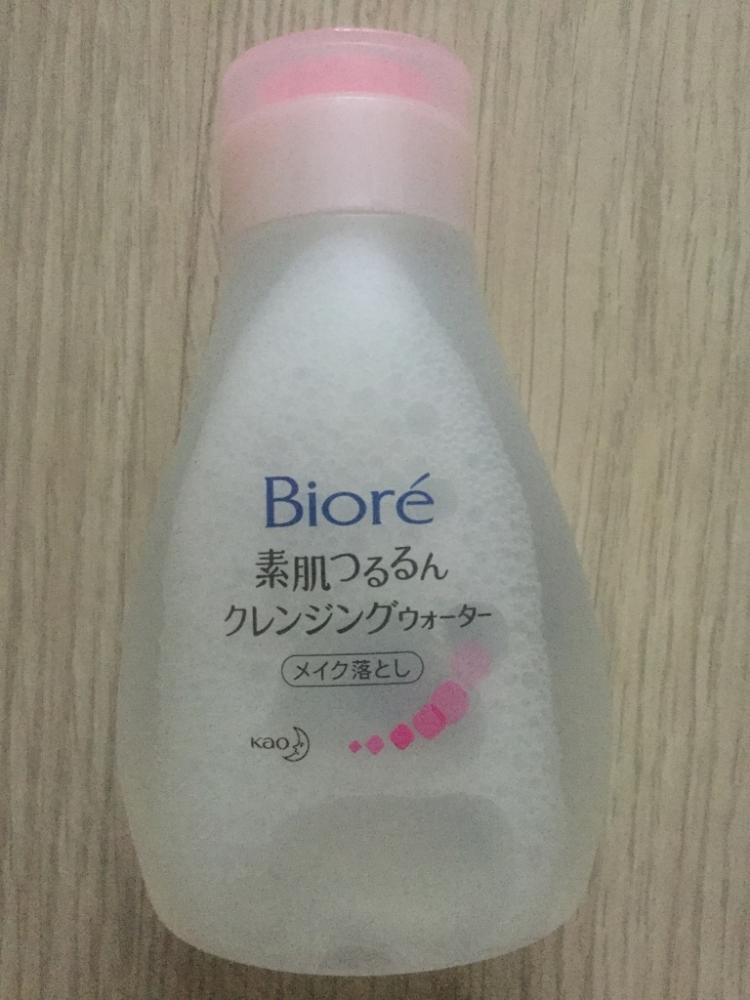 Bioré
素肌つるるん
クレンジングウォーター
メイク落とし
Kao